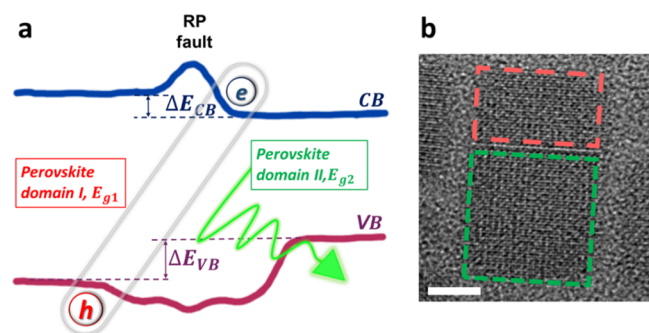 a
RP
fault
b
e
CB
ΔE_CB
Perovskite
domain I, E_g1
Perovskite
domain II, E_g2
VB
ΔE_VB
h